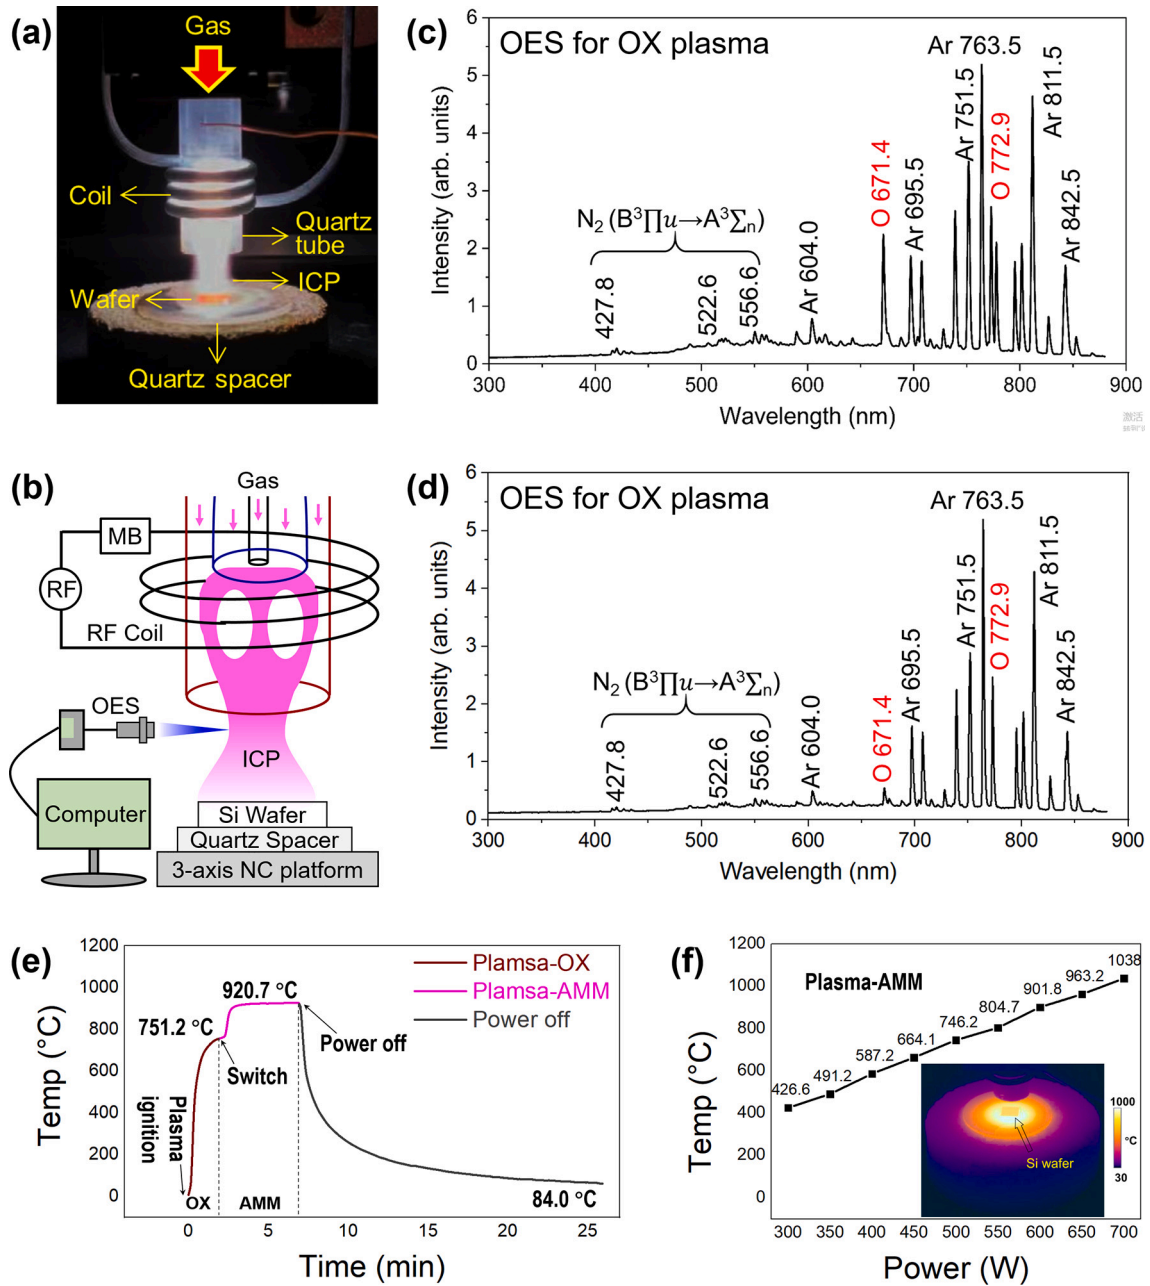 (a)
Gas
Coil
Quartz
tube
ICP
Wafer
Quartz spacer
(c)
OES for OX plasma
Intensity (arb. units)
6
5
4
3
2
1
0
N₂ (B³∏u→A³∑n)
427.8
522.6
556.6
Ar 604.0
O 671.4
Ar 695.5
Ar 751.5
Ar 763.5
O 772.9
Ar 811.5
Ar 842.5
300 400 500 600 700 800 900
Wavelength (nm)
激活
(b)
Gas
MB
RF
RF Coil
OES
ICP
Computer
Si Wafer
Quartz Spacer
3-axis NC platform
(d)
OES for OX plasma
Intensity (arb. units)
6
5
4
3
2
1
0
N₂ (B³∏u→A³∑n)
427.8
522.6
556.6
Ar 604.0
O 671.4
Ar 695.5
Ar 751.5
Ar 763.5
O 772.9
Ar 811.5
Ar 842.5
300 400 500 600 700 800 900
Wavelength (nm)
(e)
Temp (°C)
1200
1000
800
600
400
200
0
Plamsa-OX
Plamsa-AMM
Power off
920.7 °C
751.2 °C
Power off
Switch
Plasma
ignition
84.0 °C
OX
AMM
0 5 10 15 20 25
Time (min)
(f)
Temp (°C)
1200
1000
800
600
400
200
0
Plasma-AMM
426.6
491.2
587.2
664.1
746.2
804.7
901.8
963.2
1038
1000
°C
30
Si wafer
300 350 400 450 500 550 600 650 700
Power (W)